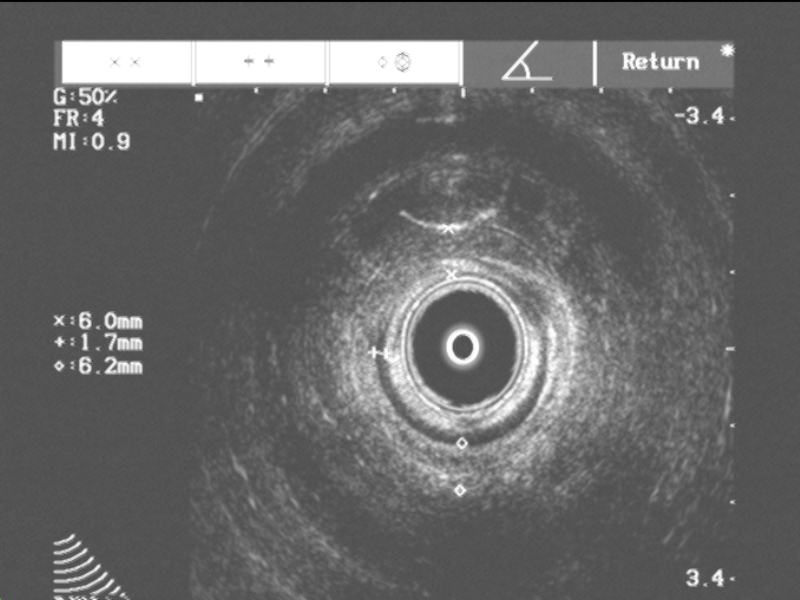 Return
G:50%
FR:4
MI:0.9
-3.4
×:6.0mm
+:1.7mm
◇:6.2mm
3.4